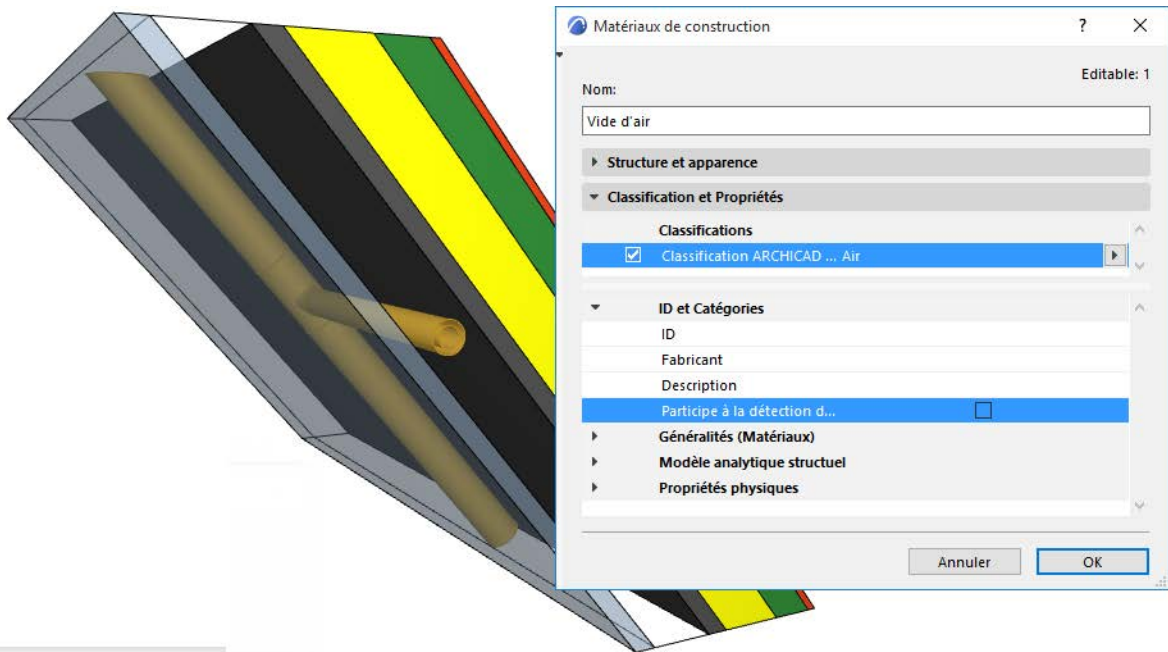 Matériaux de construction
?
Editable: 1
Nom:
Vide d'air
Structure et apparence
Classification et Propriétés
Classifications
Classification ARCHICAD ... Air
ID et Catégories
ID
Fabricant
Description
Participe à la détection d...
Généralités (Matériaux)
Modèle analytique structuel
Propriétés physiques
Annuler OK